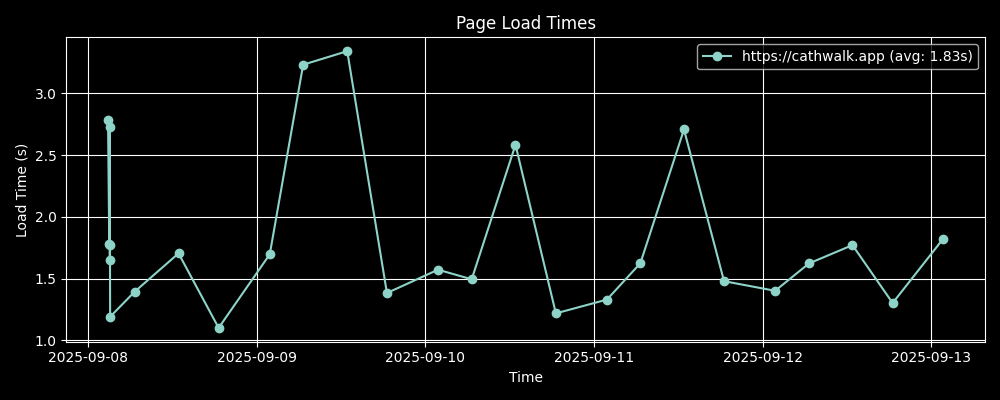 Page Load Times
https://cathwalk.app (avg: 1.83s)
Load Time (s)
3.0
2.5
2.0
1.5
1.0
2025-09-08
2025-09-09
2025-09-10
2025-09-11
2025-09-12
2025-09-13
Time